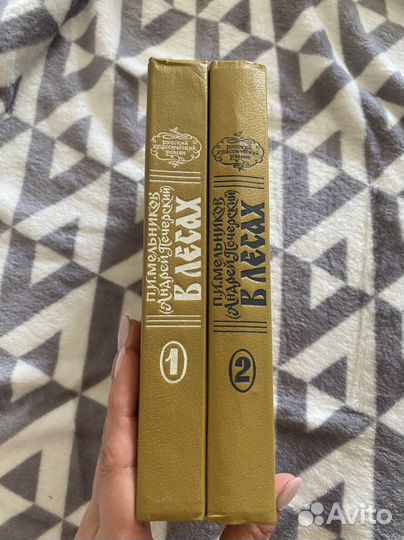 русский
классический
роман
П.И.Мельников
(Андрей Печерский)
В ЛЕСАХ
1
русский
классический
роман
П.И.Мельников
(Андрей Печерский)
В ЛЕСАХ
2
Avito